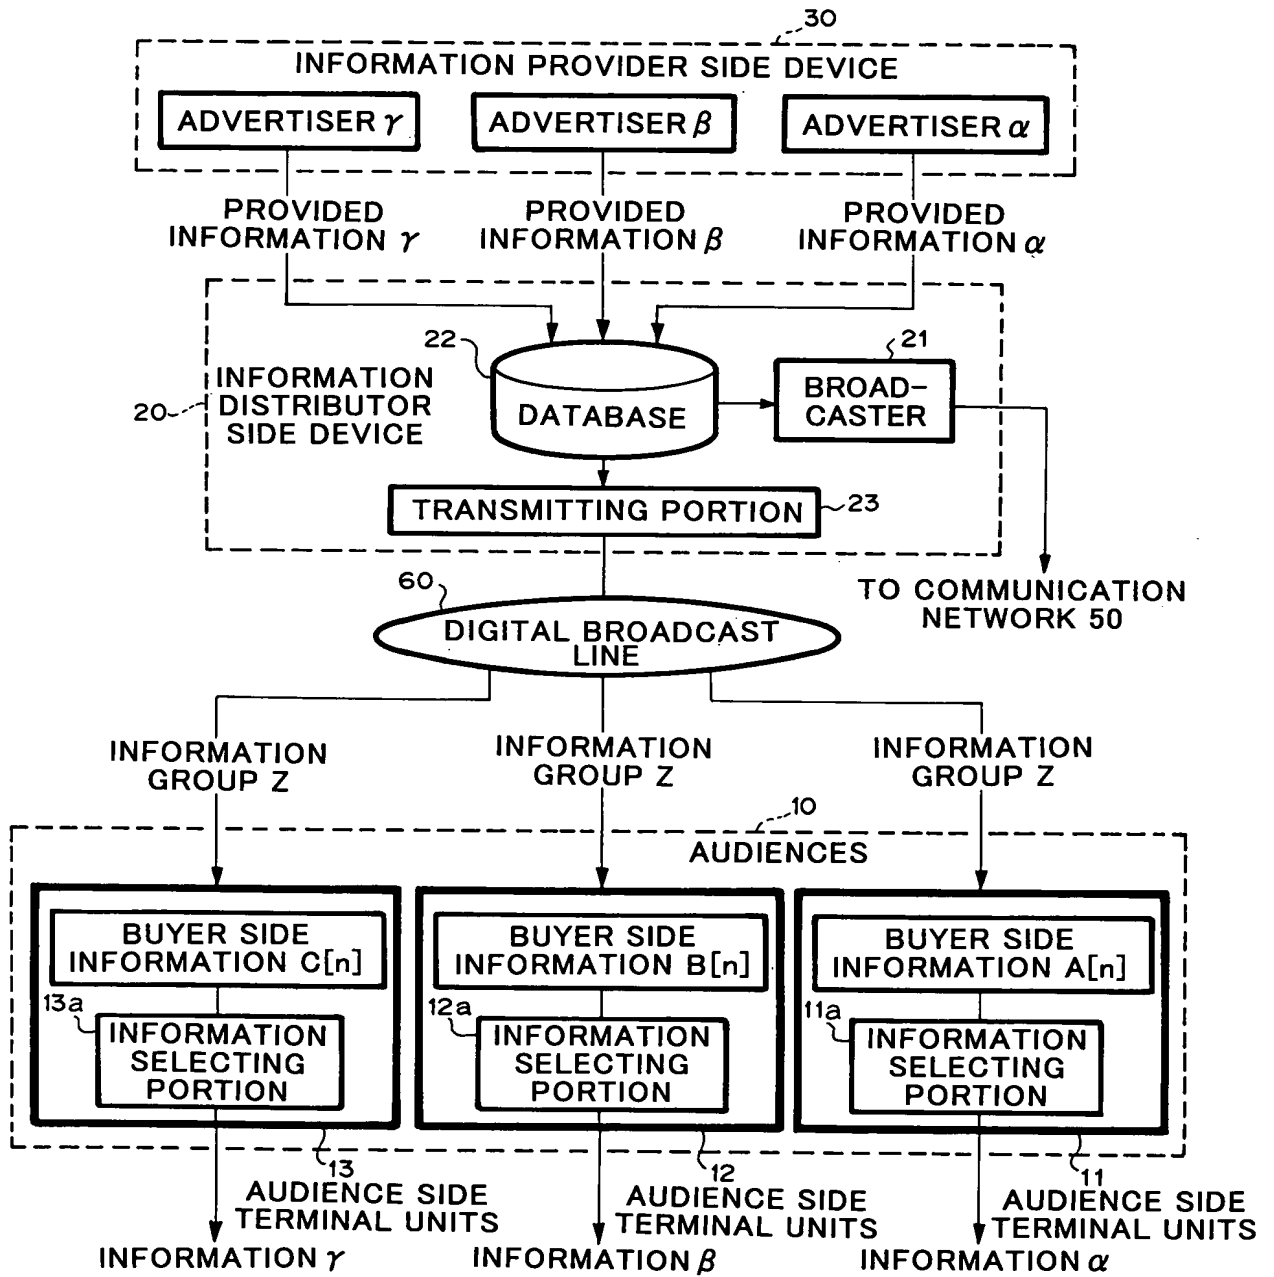 30
INFORMATION PROVIDER SIDE DEVICE
ADVERTISER γ
ADVERTISER β
ADVERTISER α
PROVIDED
INFORMATION γ
PROVIDED
INFORMATION β
PROVIDED
INFORMATION α
22
21
20
INFORMATION
DISTRIBUTOR
SIDE DEVICE
DATABASE
BROAD-
CASTER
TRANSMITTING PORTION
23
TO COMMUNICATION
NETWORK 50
60
DIGITAL BROADCAST
LINE
INFORMATION
GROUP Z
INFORMATION
GROUP Z
INFORMATION
GROUP Z
10
AUDIENCES
BUYER SIDE
INFORMATION C[n]
BUYER SIDE
INFORMATION B[n]
BUYER SIDE
INFORMATION A[n]
13a
INFORMATION
SELECTING
PORTION
12a
INFORMATION
SELECTING
PORTION
11a
INFORMATION
SELECTING
PORTION
13
AUDIENCE SIDE
TERMINAL UNITS
12
AUDIENCE SIDE
TERMINAL UNITS
11
AUDIENCE SIDE
TERMINAL UNITS
INFORMATION γ
INFORMATION β
INFORMATION α